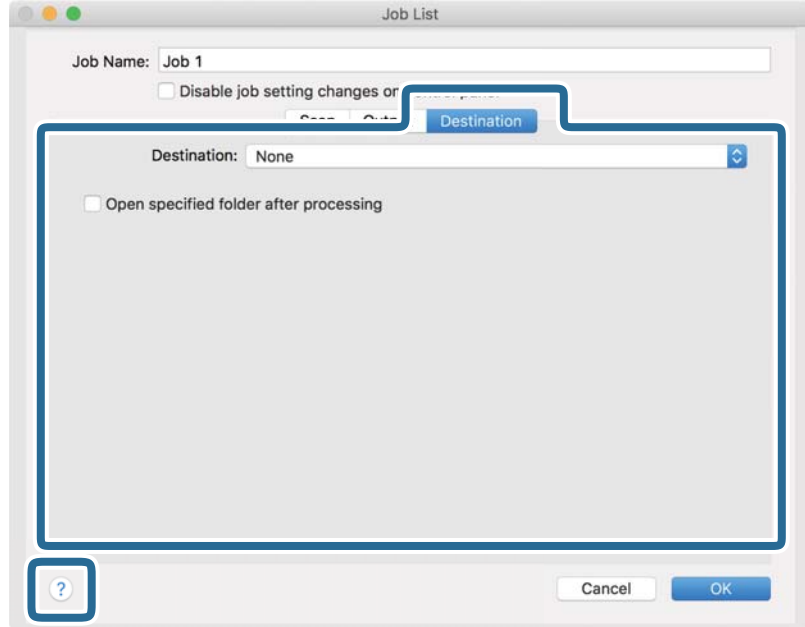 Job List
Job Name: Job 1
Disable job setting changes on
Destination
Destination: None
Open specified folder after processing
?
Cancel OK